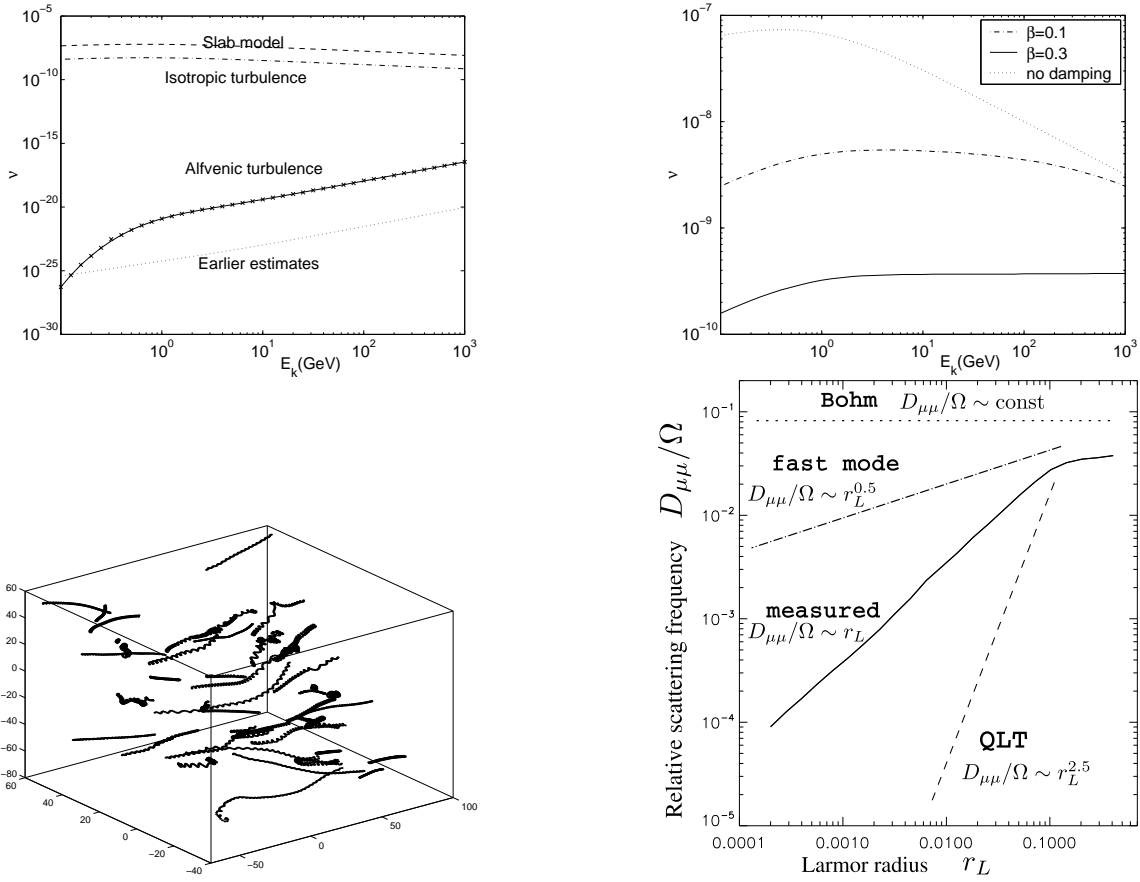 10^-5
10^-10
10^-15
10^-20
10^-25
10^-30
ν
Slab model
Isotropic turbulence
Alfvenic turbulence
Earlier estimates
10^0
10^1
10^2
10^3
E_k(GeV)
10^-7
10^-8
10^-9
10^-10
ν
β=0.1
β=0.3
no damping
10^0
10^1
10^2
10^3
E_k(GeV)
60
40
20
0
−20
−40
−60
−80
60
40
20
0
−20
−40
−50
0
50
100
Relative scattering frequency D_μμ/Ω
10^-1
10^-2
10^-3
10^-4
10^-5
Bohm D_μμ/Ω ∼ const
fast mode
D_μμ/Ω ∼ r_L^0.5
measured
D_μμ/Ω ∼ r_L
QLT
D_μμ/Ω ∼ r_L^2.5
0.0001
0.0010
0.0100
0.1000
Larmor radius r_L